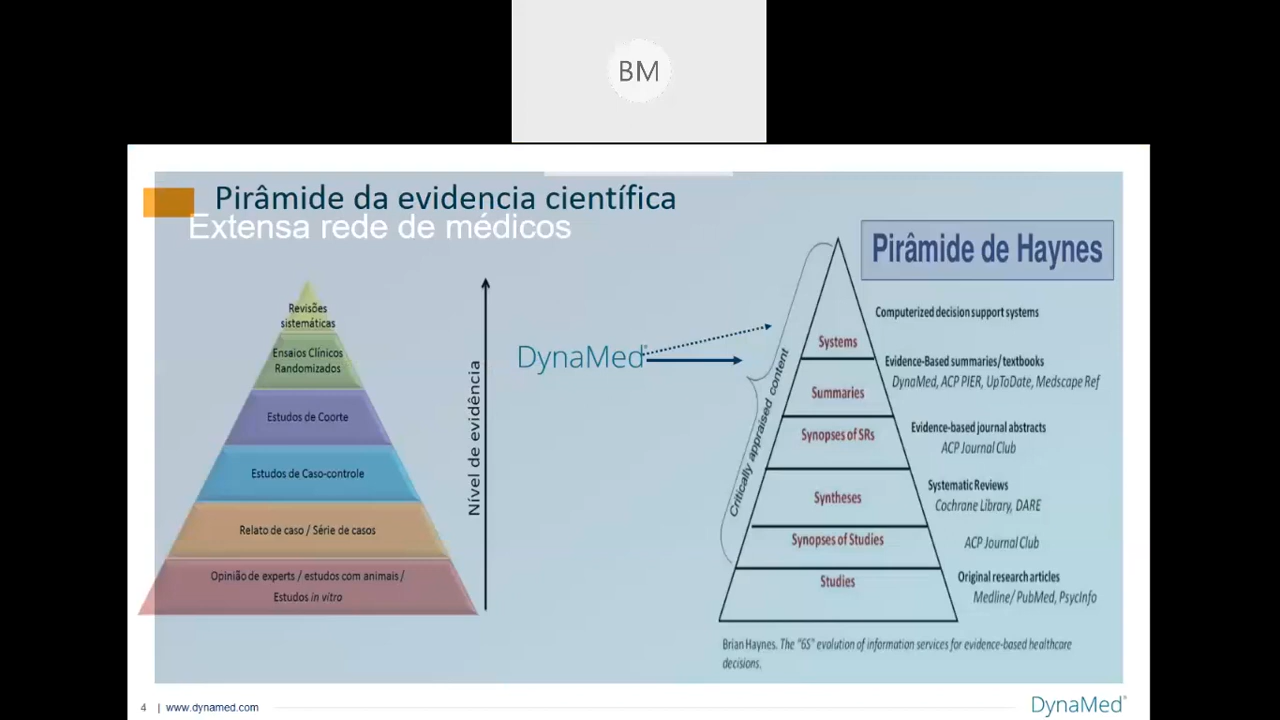 BM
Pirâmide da evidencia científica
Extensa rede de médicos
Revisões
sistemáticas
Ensaios Clínicos
Randomizados
Estudos de Coorte
Estudos de Caso-controle
Relato de caso / Série de casos
Opinião de experts / estudos com animais /
Estudos in vitro
Nível de evidência
DynaMed
Pirâmide de Haynes
Critically appraised content
Systems
Computerized decision support systems
Summaries
Evidence-Based summaries/textbooks
DynaMed, ACP PIER, UpToDate, Medscape Ref
Synopses of SRs
Evidence-based journal abstracts
ACP Journal Club
Syntheses
Systematic Reviews
Cochrane Library, DARE
Synopses of Studies
ACP Journal Club
Studies
Original research articles
Medline/ PubMed, PsycInfo
Brian Haynes. The "6S" evolution of information services for evidence-based healthcare
decisions.
4 | www.dynamed.com
DynaMed